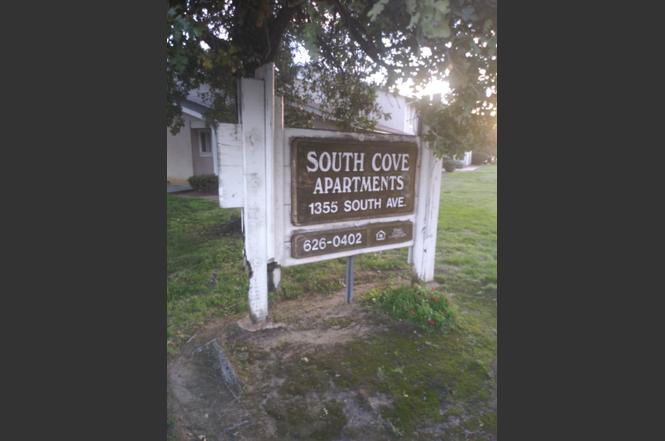 SOUTH COVE
APARTMENTS
1355 SOUTH AVE.
626-0402